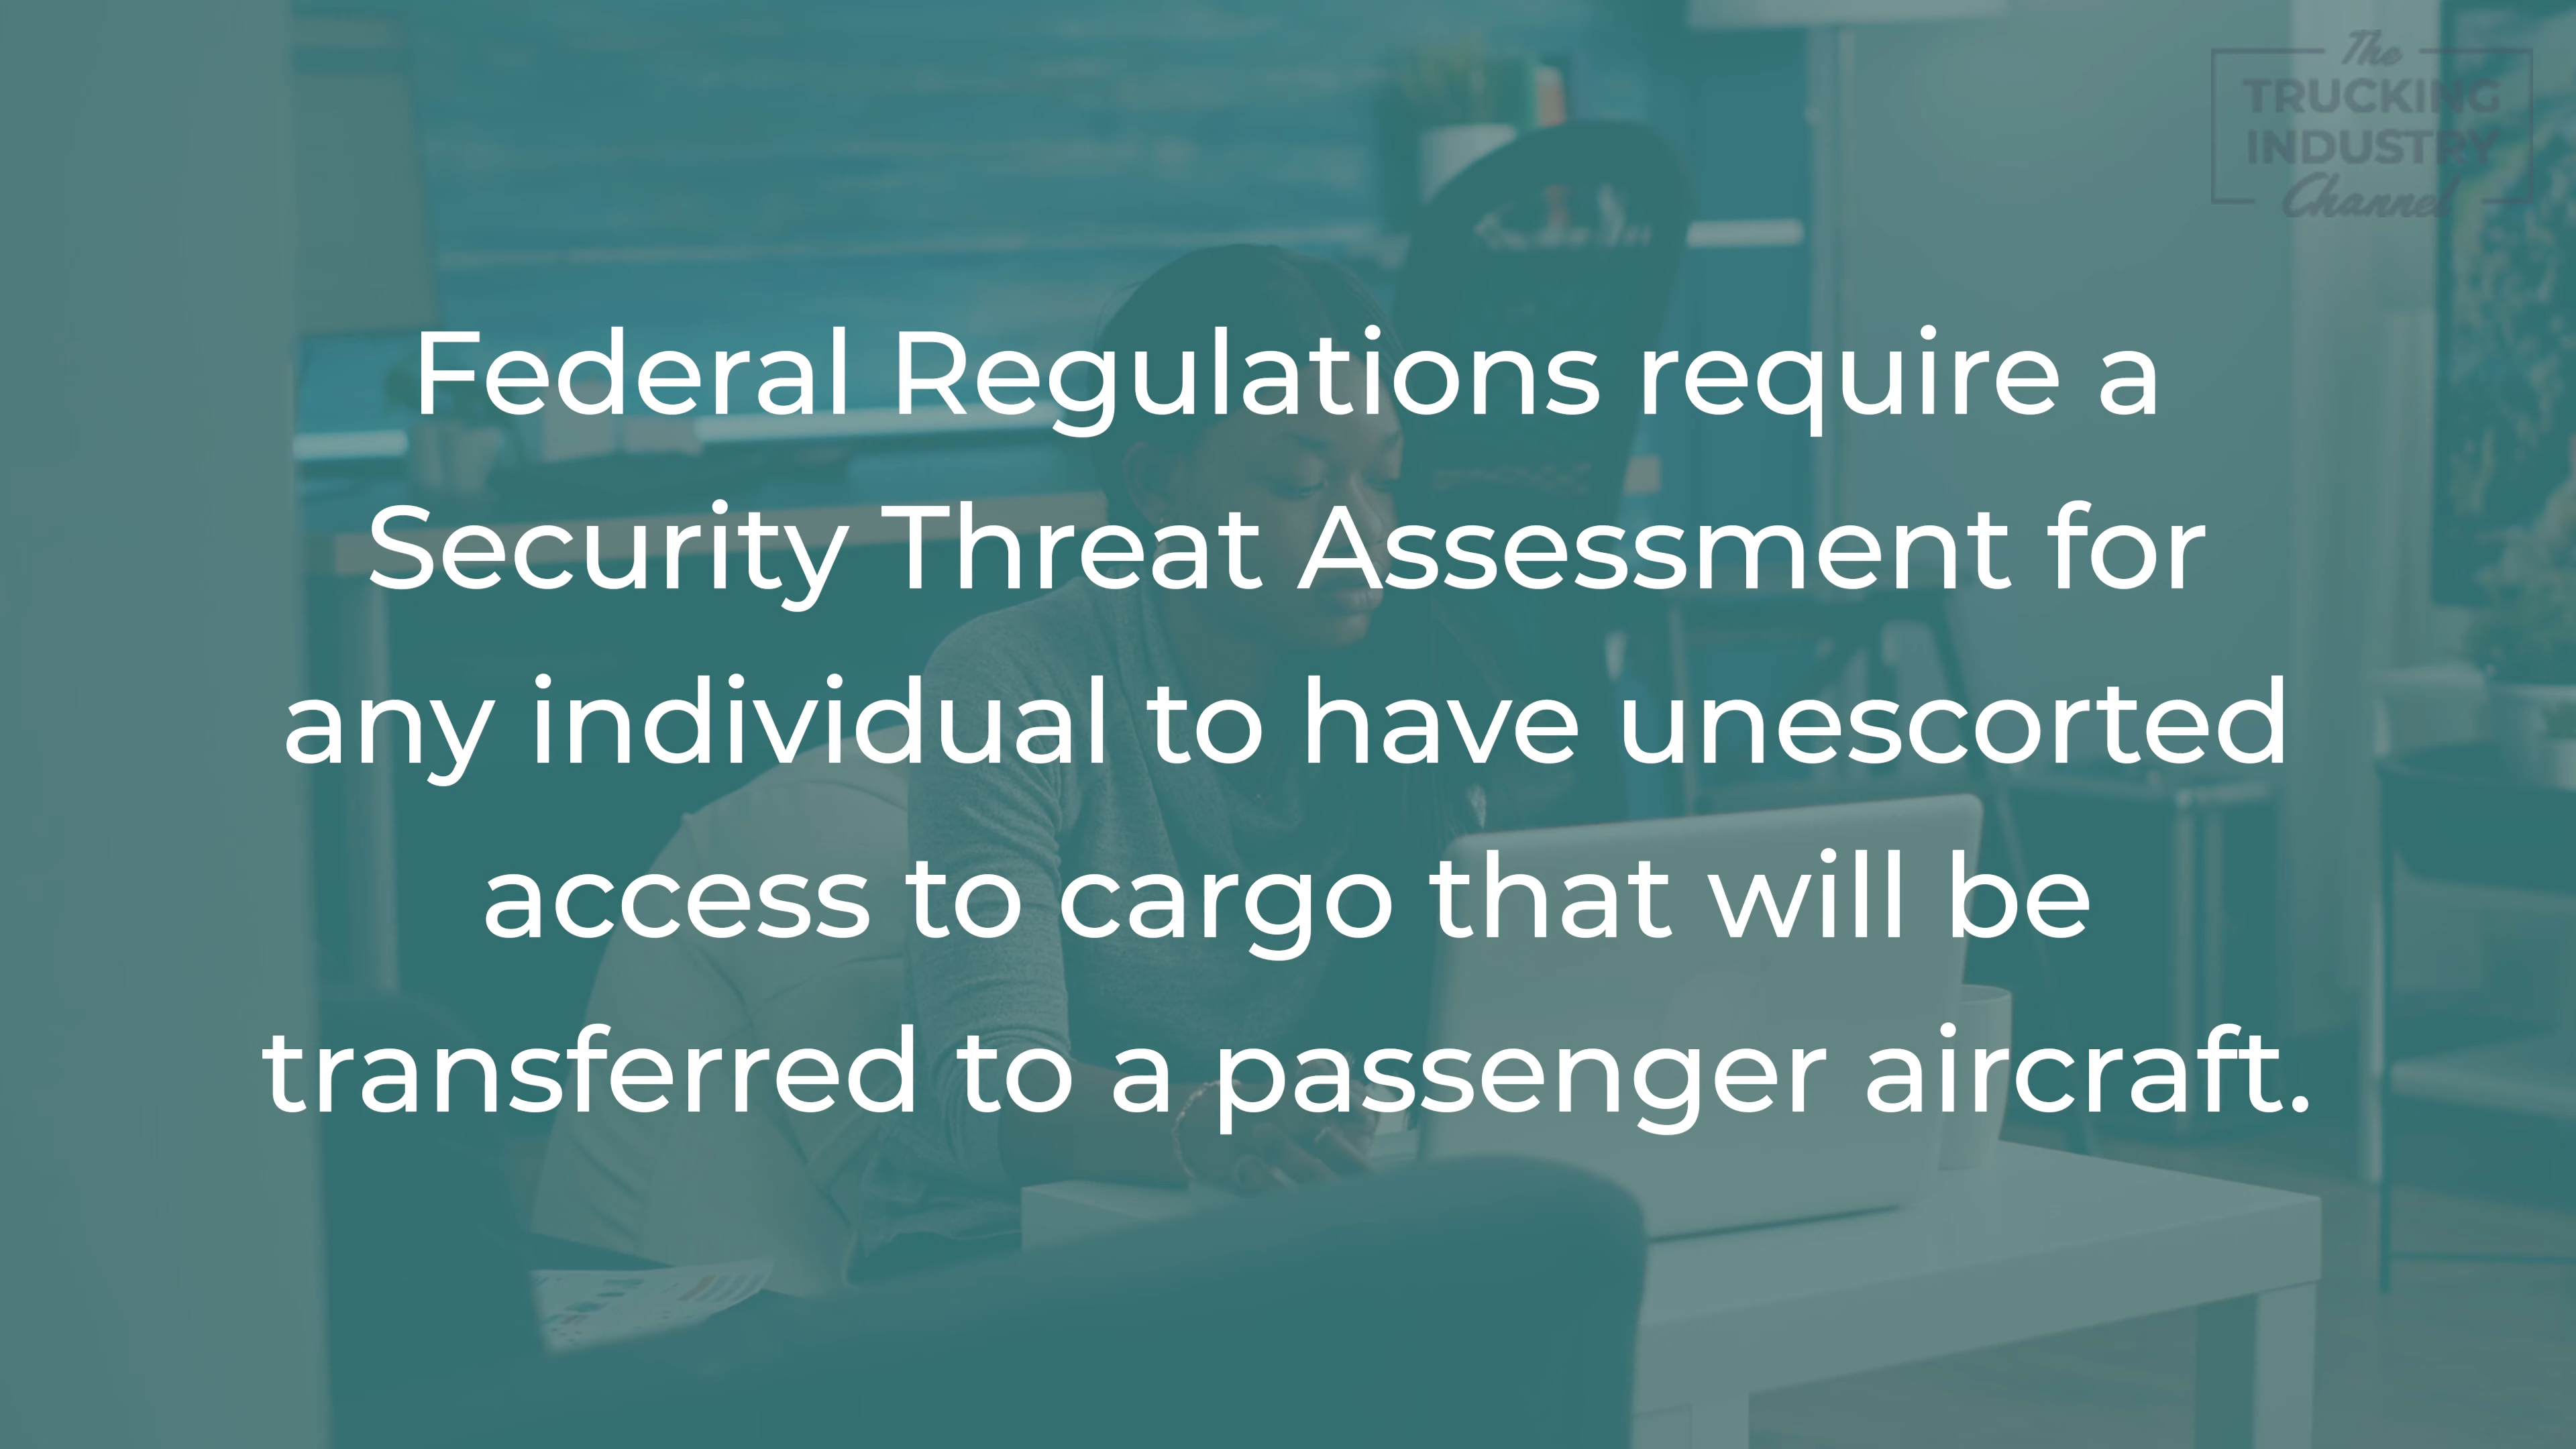 The
TRUCKING
INDUSTRY
Channel
Federal Regulations require a
Security Threat Assessment for
any individual to have unescorted
access to cargo that will be
transferred to a passenger aircraft.